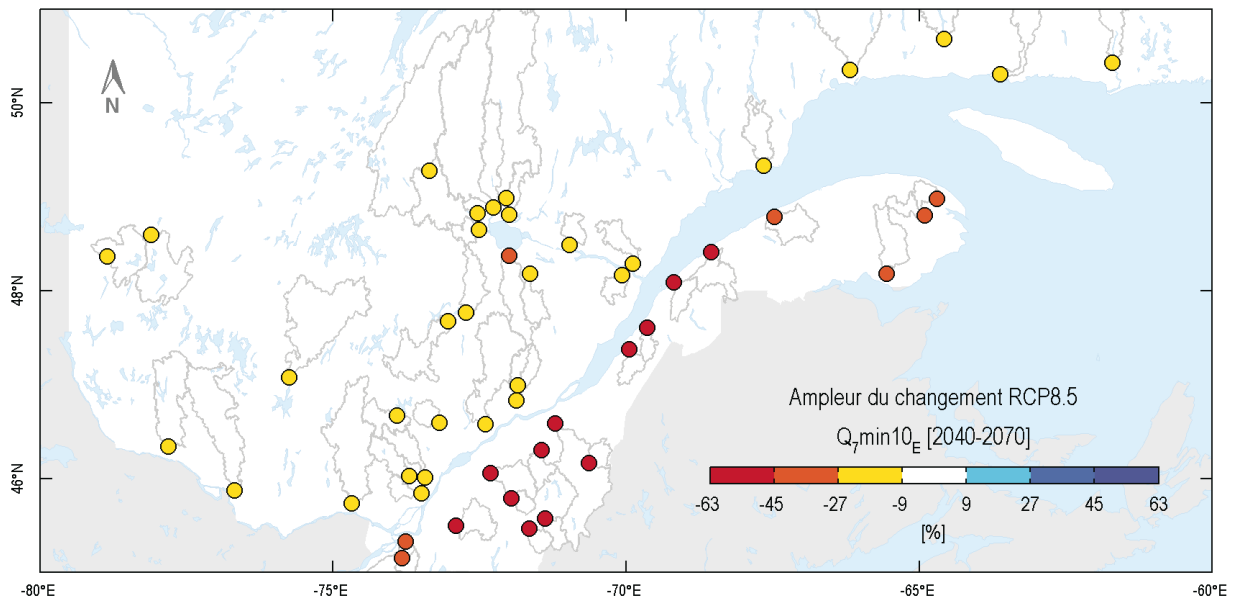 50°N
48°N
46°N
N
Ampleur du changement RCP8.5
Q7min10E [2040-2070]
-63 -45 -27 -9 9 27 45 63
[%]
-80°E -75°E -70°E -65°E -60°E